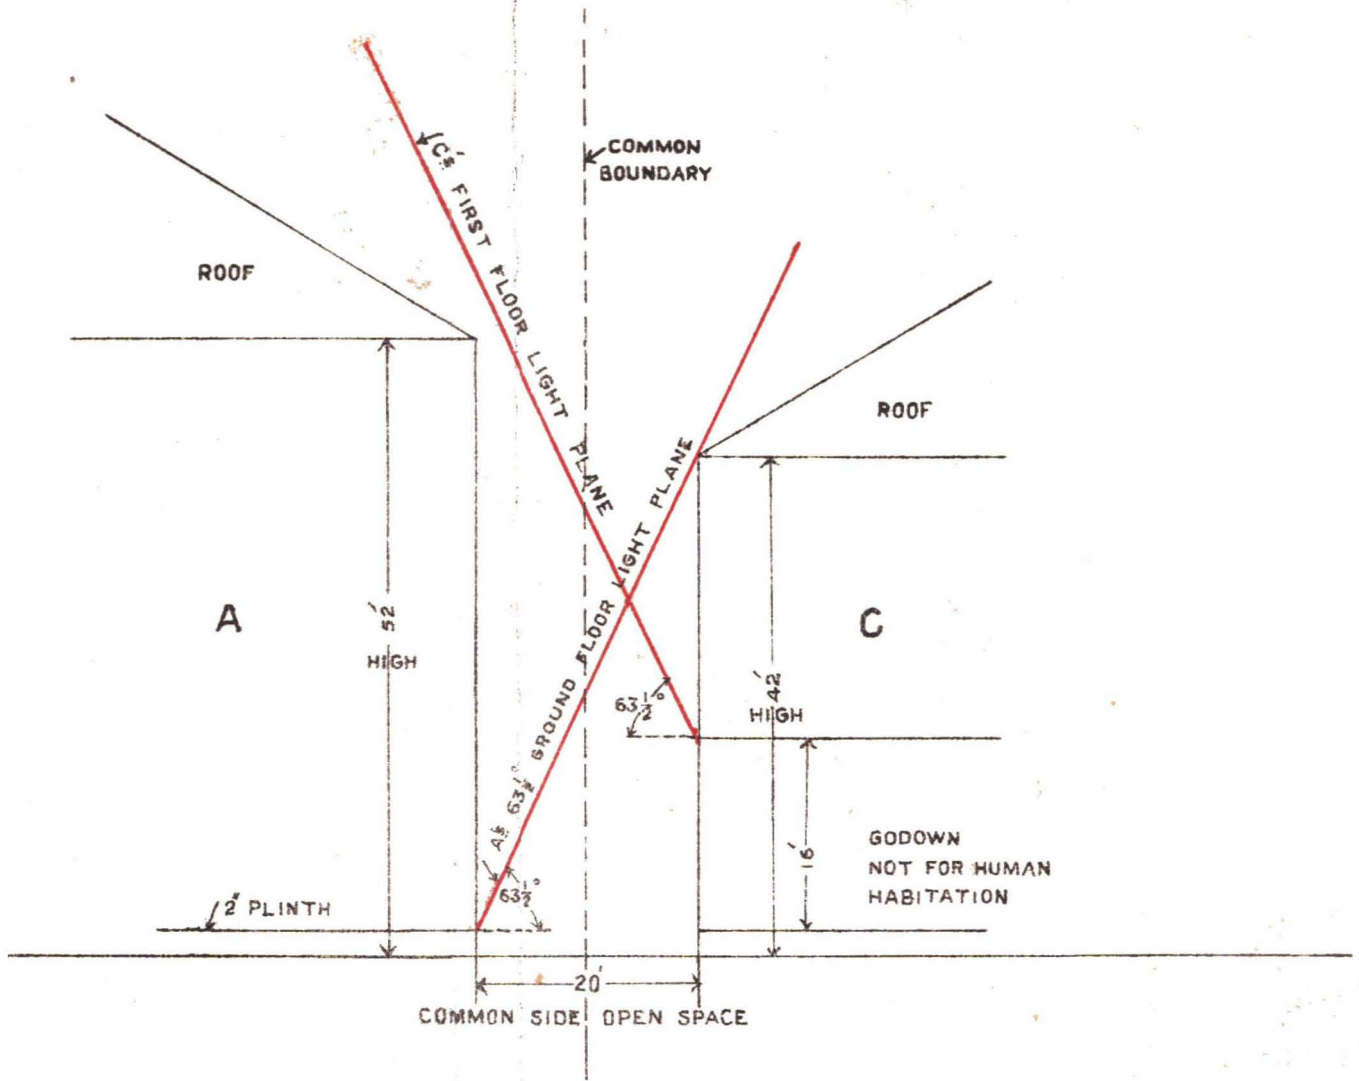 C's' FIRST FLOOR LIGHT PLANE
COMMON
BOUNDARY
ROOF
ROOF
A
52'
HIGH
C
42'
HIGH
63½°
A's 63½° GROUND FLOOR LIGHT PLANE
63½°
16'
GODOWN
NOT FOR HUMAN
HABITATION
2' PLINTH
20'
COMMON SIDE OPEN SPACE